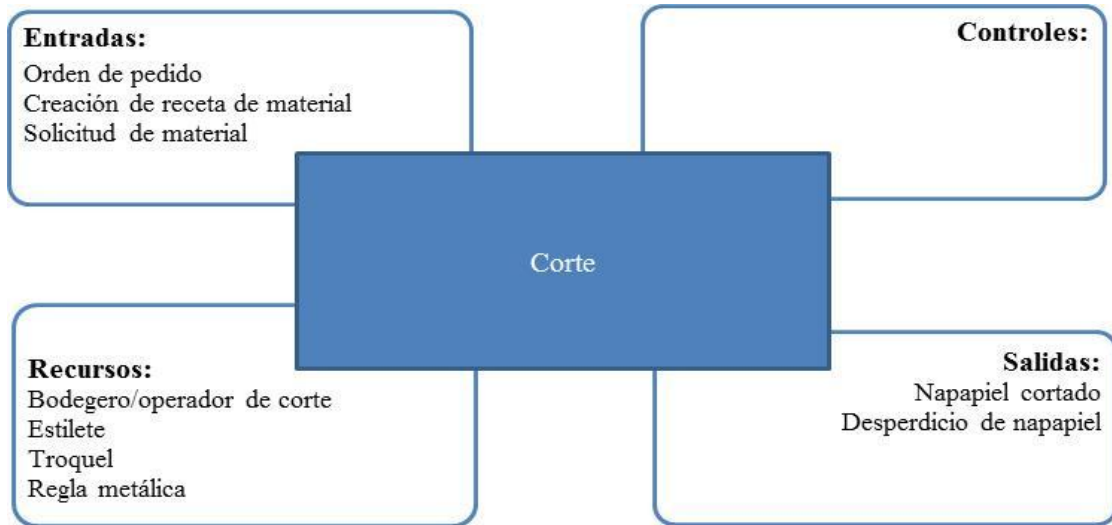 Entradas:
Orden de pedido
Creación de receta de material
Solicitud de material
Controles:
Corte
Recursos:
Bodegero/operador de corte
Estilete
Troquel
Regla metálica
Salidas:
Napapiel cortado
Desperdicio de napapiel